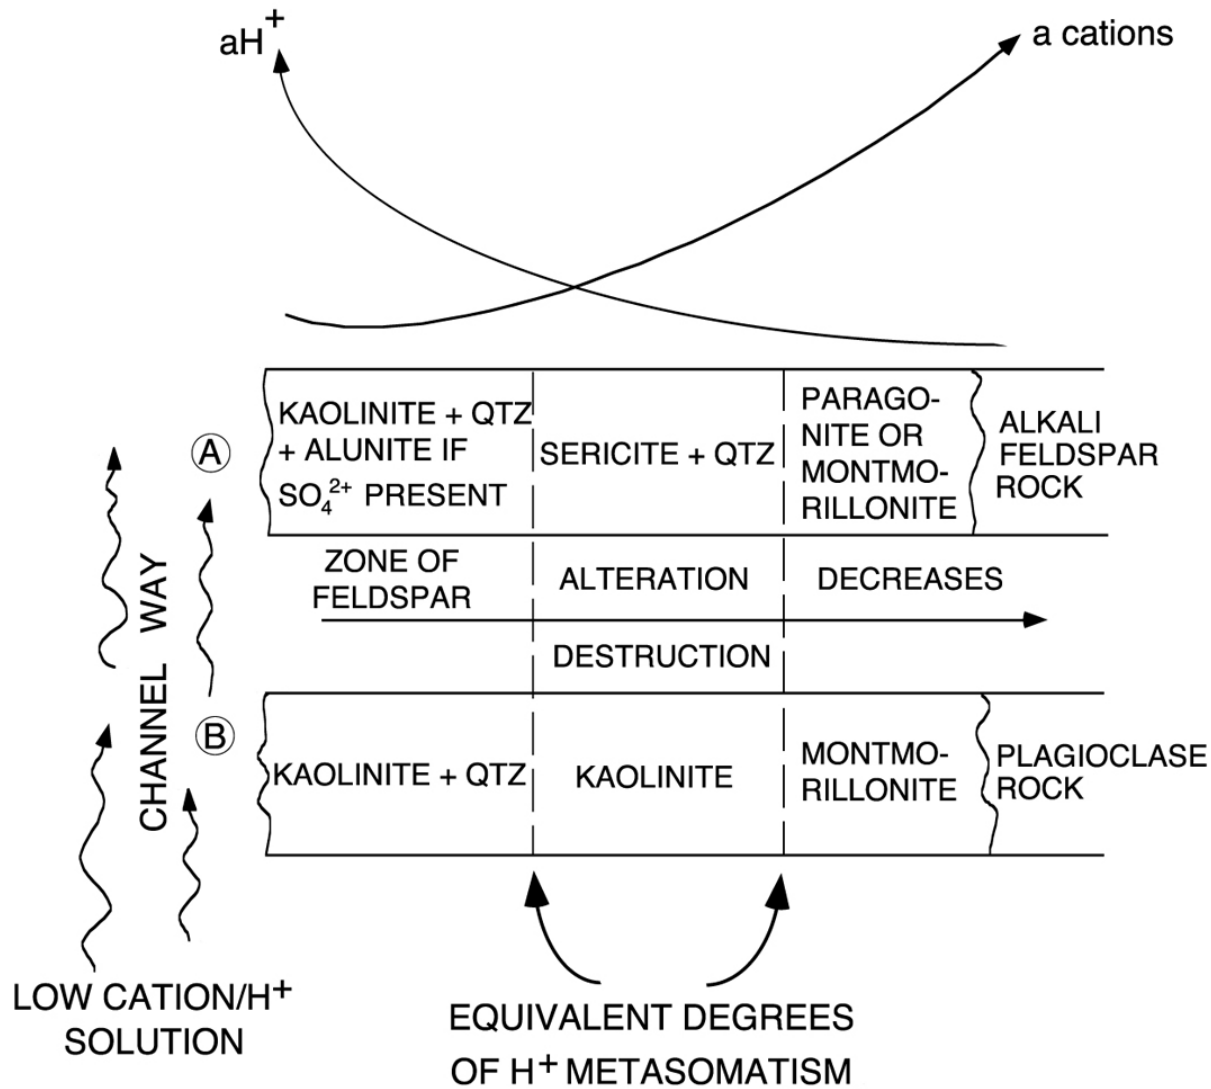 aH+
a cations
A
KAOLINITE + QTZ
+ ALUNITE IF
SO₄²⁺ PRESENT
SERICITE + QTZ
PARAGO-
NITE OR
MONTMO-
RILLONITE
ALKALI
FELDSPAR
ROCK
ZONE OF
FELDSPAR
ALTERATION
DECREASES
DESTRUCTION
CHANNEL WAY
B
KAOLINITE + QTZ
KAOLINITE
MONTMO-
RILLONITE
PLAGIOCLASE
ROCK
LOW CATION/H+
SOLUTION
EQUIVALENT DEGREES
OF H+ METASOMATISM